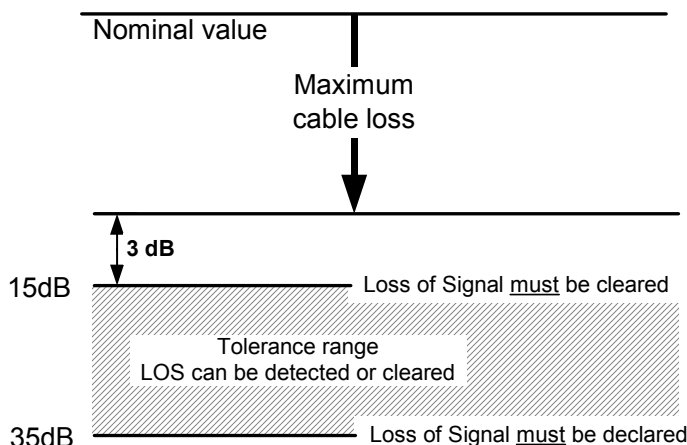 Nominal value
Maximum
cable loss
3 dB
15dB
Loss of Signal must be cleared
Tolerance range
LOS can be detected or cleared
35dB
Loss of Signal must be declared